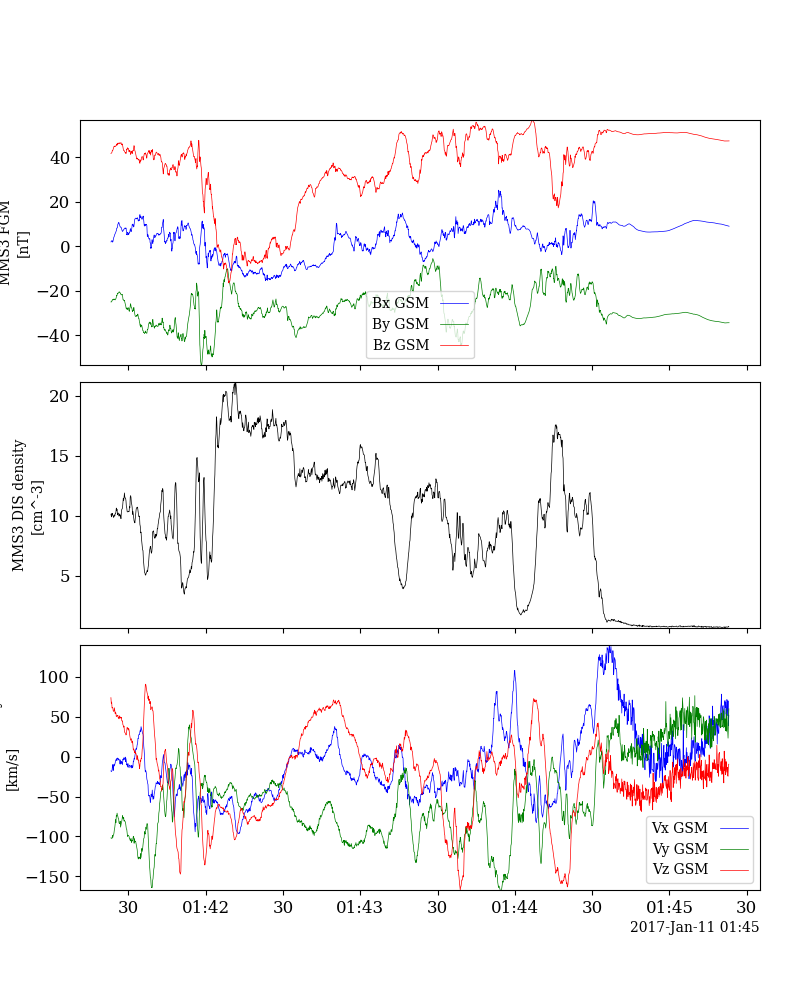 MMS3 FGM
[nT]
40
20
0
−20
−40
Bx GSM
By GSM
Bz GSM
MMS3 DIS density
[cm^-3]
20
15
10
5
[km/s]
100
50
0
−50
−100
−150
Vx GSM
Vy GSM
Vz GSM
30
01:42
30
01:43
30
01:44
30
01:45
30
2017-Jan-11 01:45